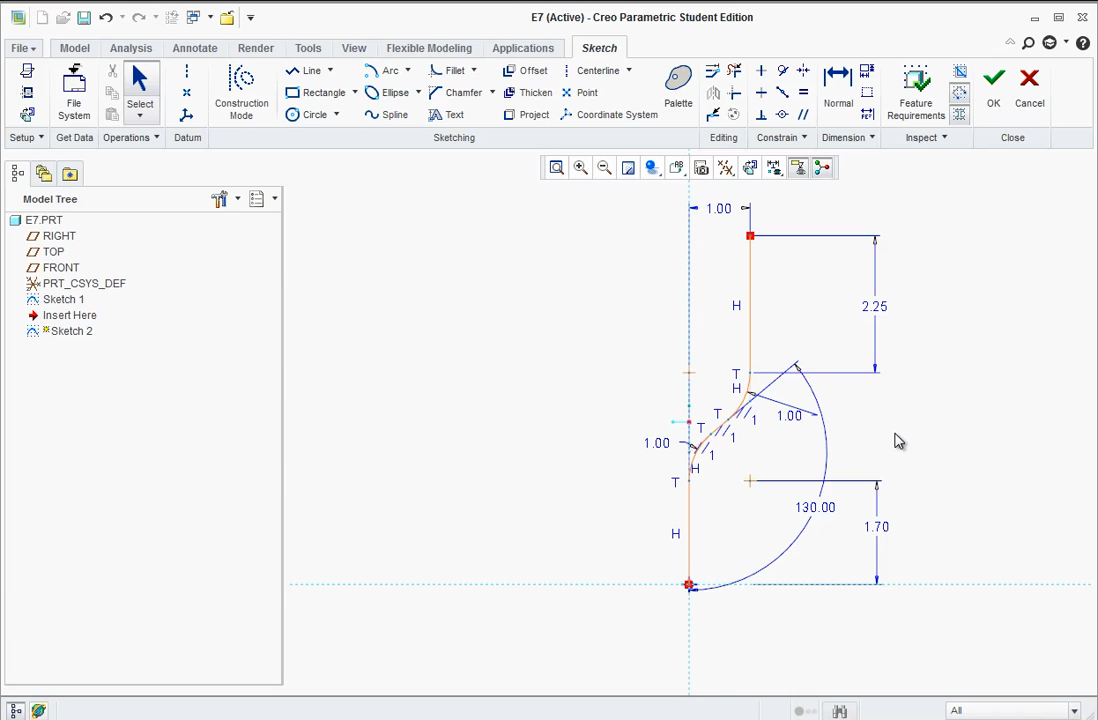 E7 (Active) - Creo Parametric Student Edition
File Model Analysis Annotate Render Tools View Flexible Modeling Applications Sketch
Line Arc Fillet Offset Centerline
Rectangle Ellipse Chamfer Thicken Point
Circle Spline Text Project Coordinate System
File System
Select
Construction Mode
Palette
Normal
Feature Requirements
OK
Cancel
Setup Get Data Operations Datum Sketching Editing Constrain Dimension Inspect Close
Model Tree
E7.PRT
RIGHT
TOP
FRONT
PRT_CSYS_DEF
Sketch 1
Insert Here
Sketch 2
1.00
H
2.25
T
H
T
1.00
1
T
1
1.00
1
H
T
130.00
1.70
H
All